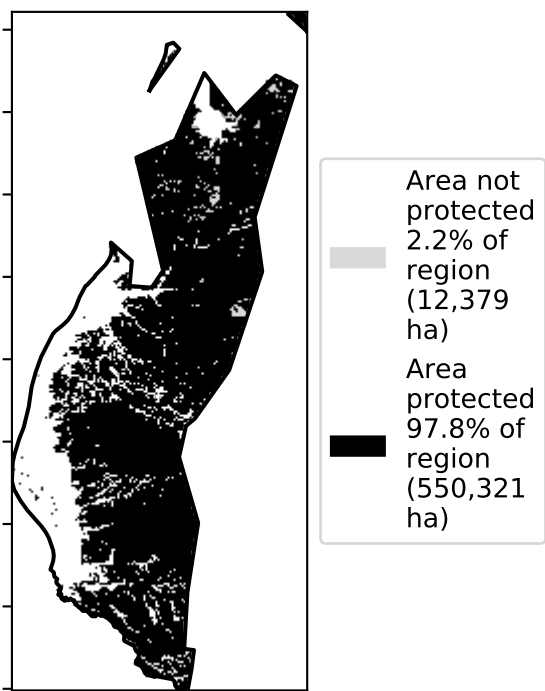 Area not
protected
2.2% of
region
(12,379
ha)
Area
protected
97.8% of
region
(550,321
ha)